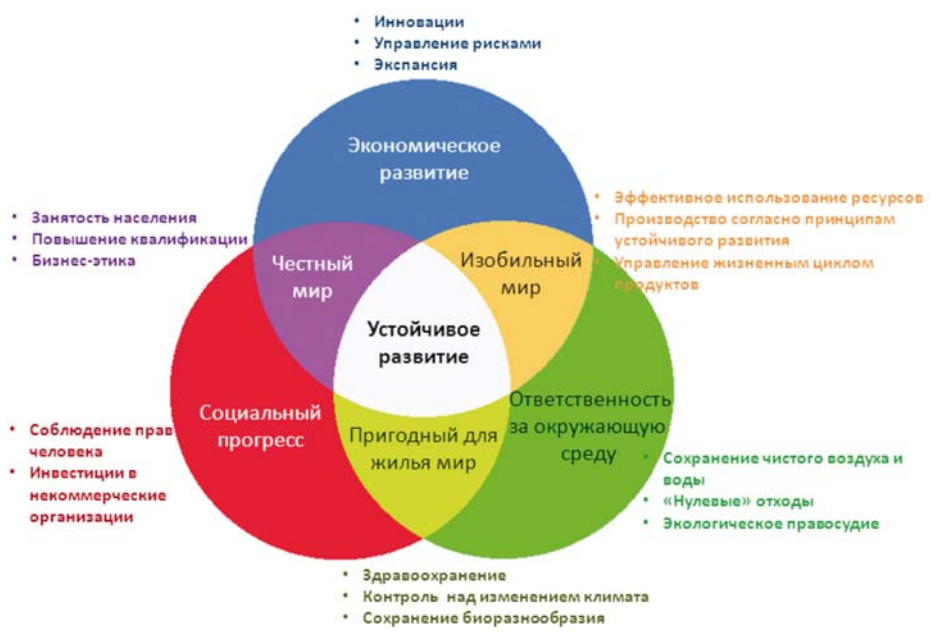 • Инновации
• Управление рисками
• Экспансия
Экономическое
развитие
• Занятость населения
• Повышение квалификации
• Бизнес-этика
• Эффективное использование ресурсов
• Производство согласно принципам
устойчивого развития
• Управление жизненным циклом
продуктов
Честный
мир
Изобильный
мир
Устойчивое
развитие
Социальный
прогресс
Пригодный для
жилья мир
Ответственность
за окружающую
среду
• Соблюдение прав
человека
• Инвестиции в
некоммерческие
организации
• Сохранение чистого воздуха и
воды
• «Нулевые» отходы
• Экологическое правосудие
• Здравоохранение
• Контроль над изменением климата
• Сохранение биоразнообразия